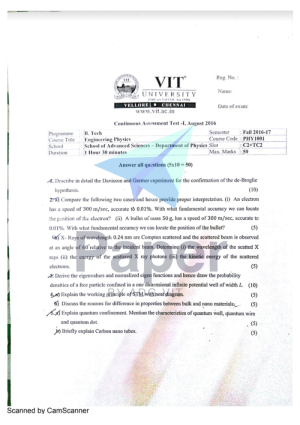 VIT
UNIVERSITY
VELLORE CHENNAI
www.vit.ac.in
Reg. No. :
Name:
Date of exam:
Continuous Assessment Test -I, August 2016
Programme : B. Tech Semester : Fall 2016-17
Course Title : Engineering Physics Course Code : PHY1001
School : School of Advanced Sciences - Department of Physics Slot : C2+TC2
Duration : 1 Hour 30 minutes Max. Marks : 50
Answer all questions (5x10 = 50)
1. Describe in detail the Davisson and Germer experiment for the confirmation of the de-Broglie
hypothesis. (10)
2. a) Compare the following two cases and hence provide proper interpretation. (i) An electron
has a speed of 300 m/sec, accurate to 0.01%. With what fundamental accuracy we can locate
the position of the electron? (ii) A bullet of mass 50 g, has a speed of 300 m/sec, accurate to
0.01%. With what fundamental accuracy we can locate the position of the bullet? (5)
b) X - Rays of wavelength 0.24 nm are Compton scattered and the scattered beam is observed
at an angle of 60 relative to the incident beam. Determine (i) the wavelength of the scattered X
rays (ii) the energy of the scattered X ray photons (iii) the kinetic energy of the scattered
electrons. (5)
3. Derive the eigenvalues and normalized eigen functions and hence draw the probability
densities of a free particle confined in a one dimensional infinite potential well of width L (10)
4. a) Explain the working principle of STM with neat diagram. (5)
b) Discuss the reasons for difference in properties between bulk and nano materials. (5)
5. a) Explain quantum confinement. Mention the characteristics of quantum well, quantum wire
and quantum dot. (5)
b) Briefly explain Carbon nano tubes. (5)
Paper
BY ADG VIT
Scanned by CamScanner